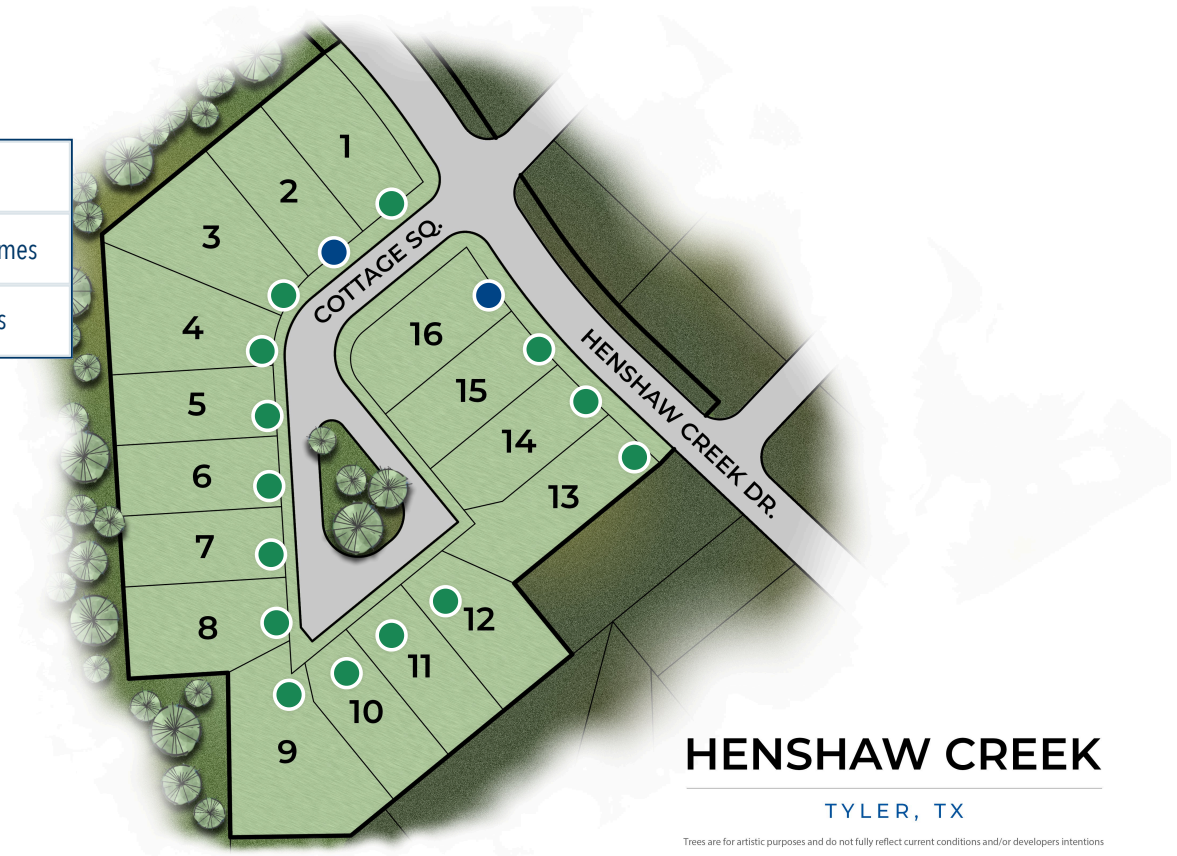 1
2
3
COTTAGE SQ.
mes
s
4
16
HENSHAW CREEK DR.
5
15
14
6
13
7
8
12
11
10
9
HENSHAW CREEK
TYLER, TX
Trees are for artistic purposes and do not fully reflect current conditions and/or developers intentions